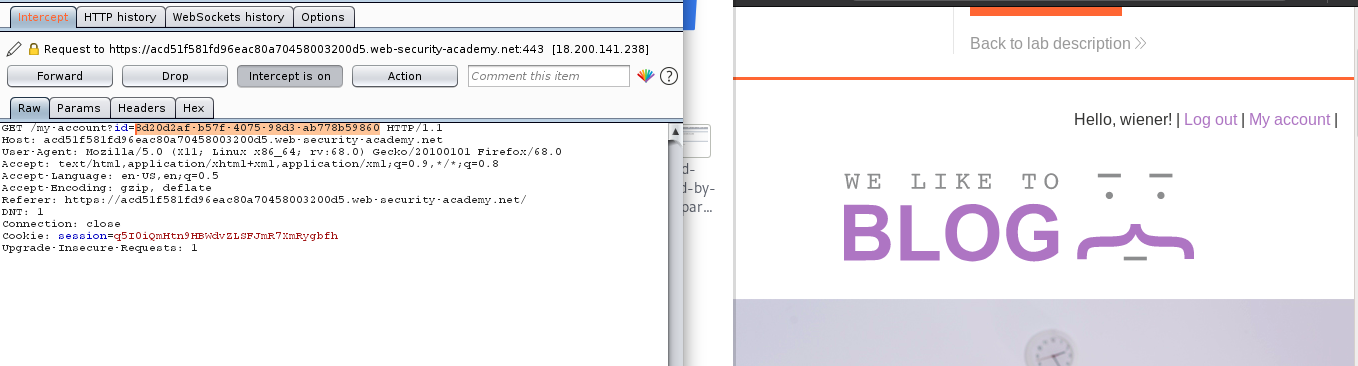 Intercept HTTP history WebSockets history Options
Request to https://acd51f581fd96eac80a70458003200d5.web-security-academy.net:443 [18.200.141.238]
Forward Drop Intercept is on Action Comment this item ?
Raw Params Headers Hex
GET /my-account?id=8d20d2af-b57f-4075-98d3-ab778b59860 HTTP/1.1
Host: acd51f581fd96eac80a70458003200d5.web-security-academy.net
User-Agent: Mozilla/5.0 (X11; Linux x86_64; rv:68.0) Gecko/20100101 Firefox/68.0
Accept: text/html,application/xhtml+xml,application/xml;q=0.9,*/*;q=0.8
Accept-Language: en-US,en;q=0.5
Accept-Encoding: gzip, deflate
Referer: https://acd51f581fd96eac80a70458003200d5.web-security-academy.net/
DNT: 1
Connection: close
Cookie: session=q5I0iQmHtn9HBWdvZLSFJmR7XmRygbfh
Upgrade-Insecure-Requests: 1
d-
d-by-
par...
Back to lab description
Hello, wiener! | Log out | My account |
WE LIKE TO
BLOG